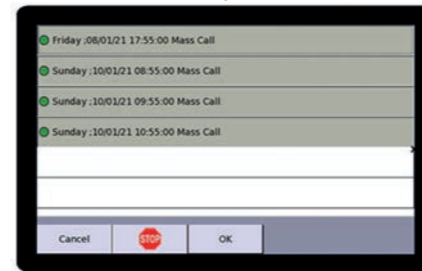 Friday ;08/01/21 17:55:00 Mass Call
Sunday ;10/01/21 08:55:00 Mass Call
Sunday ;10/01/21 09:55:00 Mass Call
Sunday ;10/01/21 10:55:00 Mass Call
Cancel STOP OK